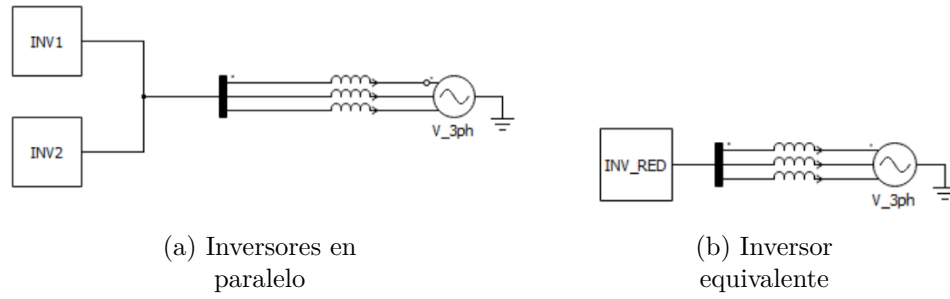 INV1
INV2
V_3ph
INV_RED
V_3ph
(a) Inversores en
paralelo
(b) Inversor
equivalente